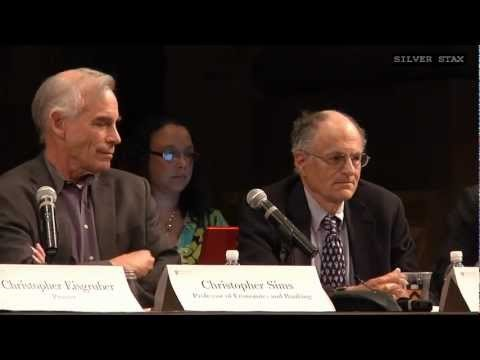 SILVER STAX
Christopher Eisgruber
Provost
Christopher Sims
Professor of Economics and Banking